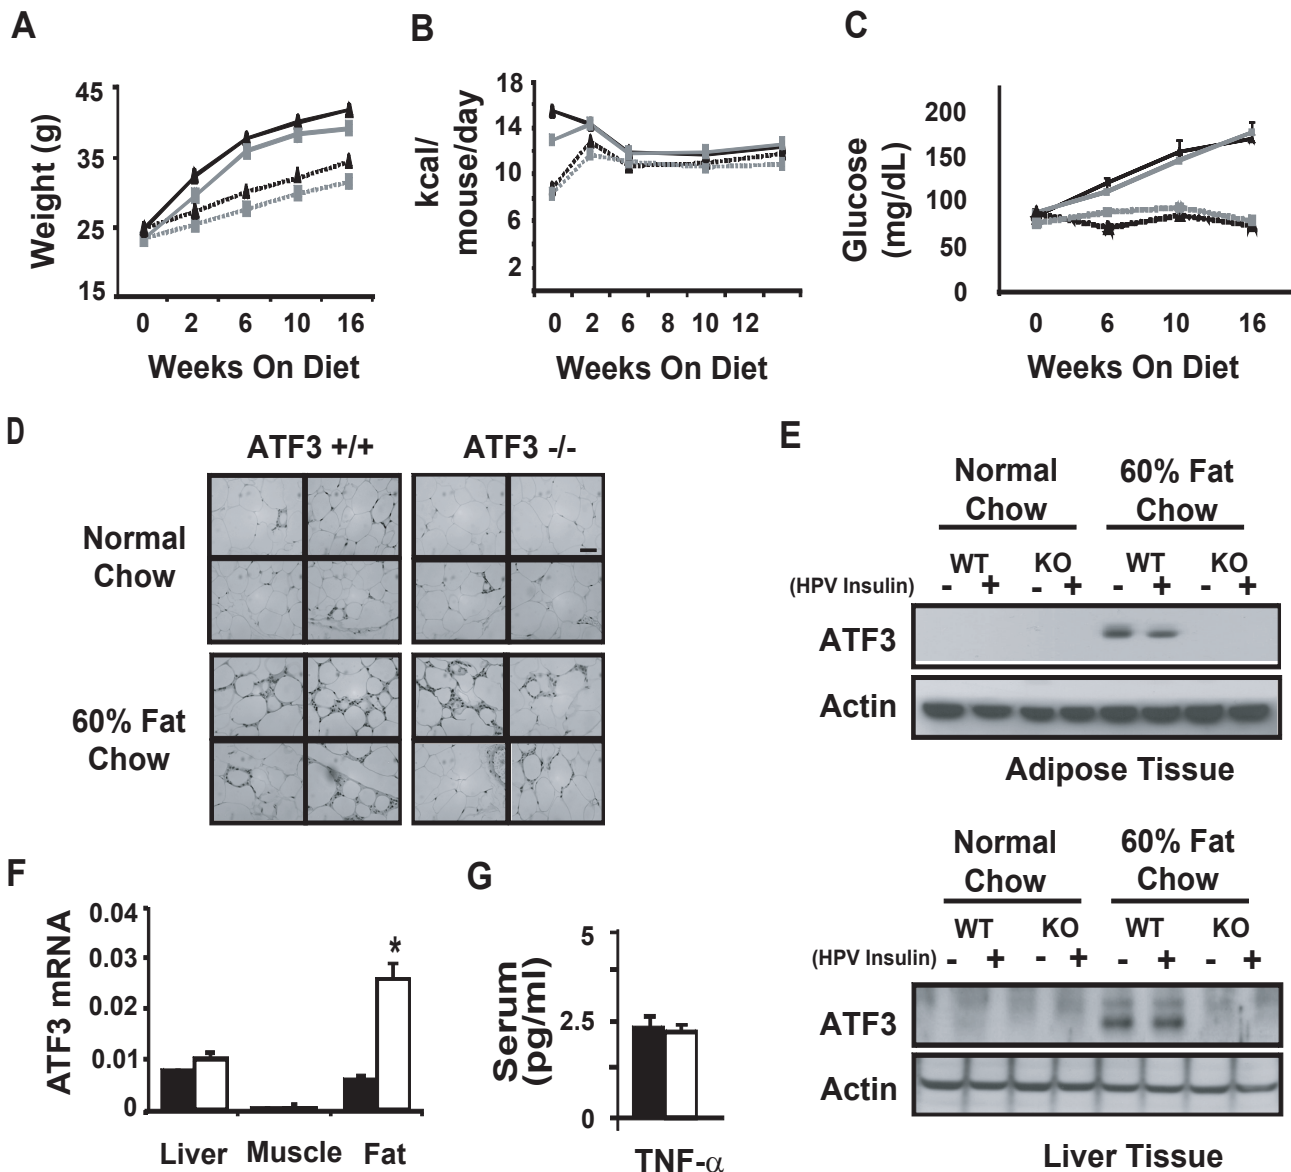 A
Weight (g)
45
35
25
15
0 2 6 10 16
Weeks On Diet
B
kcal/
mouse/day
18
14
10
6
2
0 2 6 8 10 12
Weeks On Diet
C
Glucose
(mg/dL)
200
150
100
50
0
0 6 10 16
Weeks On Diet
D
ATF3 +/+ ATF3 -/-
Normal
Chow
60% Fat
Chow
E
Normal
Chow
60% Fat
Chow
WT KO WT KO
(HPV Insulin) - + - + - + - +
ATF3
Actin
Adipose Tissue
Normal
Chow
60% Fat
Chow
WT KO WT KO
(HPV Insulin) - + - + - + - +
ATF3
Actin
Liver Tissue
F
ATF3 mRNA
0.04
0.03
0.02
0.01
0
*
Liver Muscle Fat
G
Serum
(pg/ml)
5
2.5
0
TNF-α